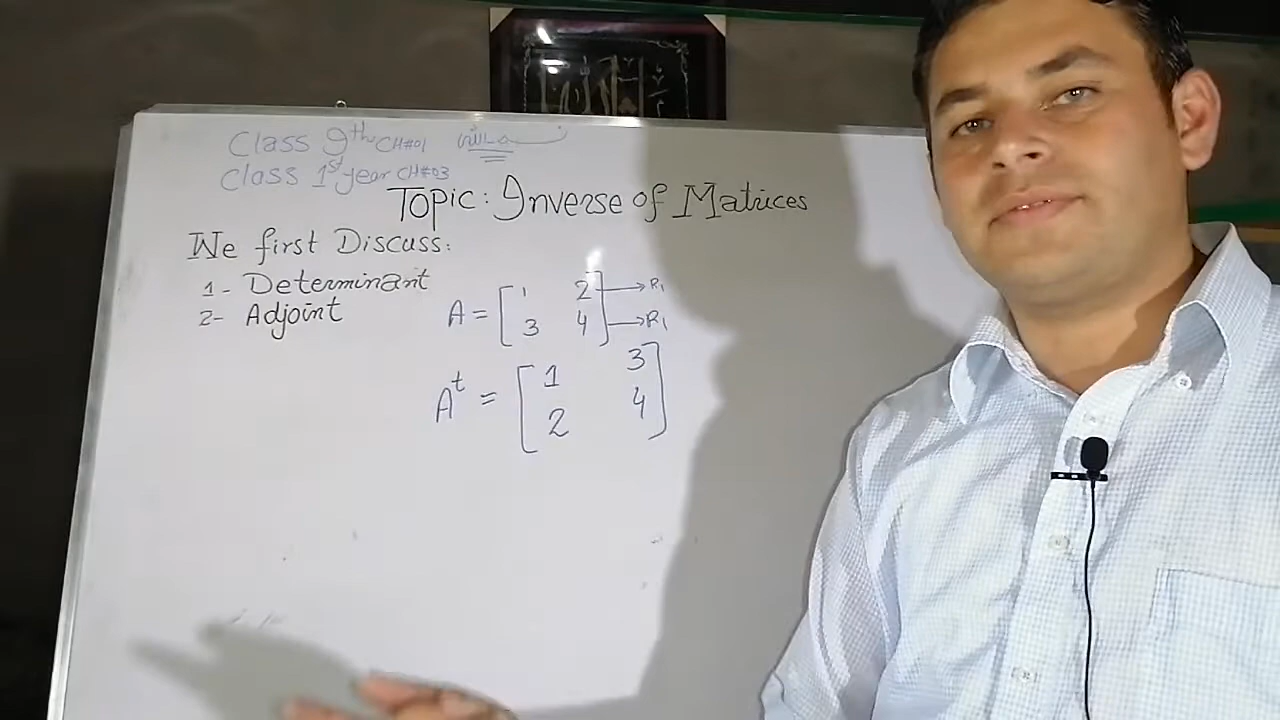 Class 9th CH#01
Class 1st year CH#03
Topic: Inverse of Matrices
We first Discuss:
1- Determinant
2- Adjoint
A = [1 2] → R1
[3 4] → R1
A^t = [1 3]
[2 4]